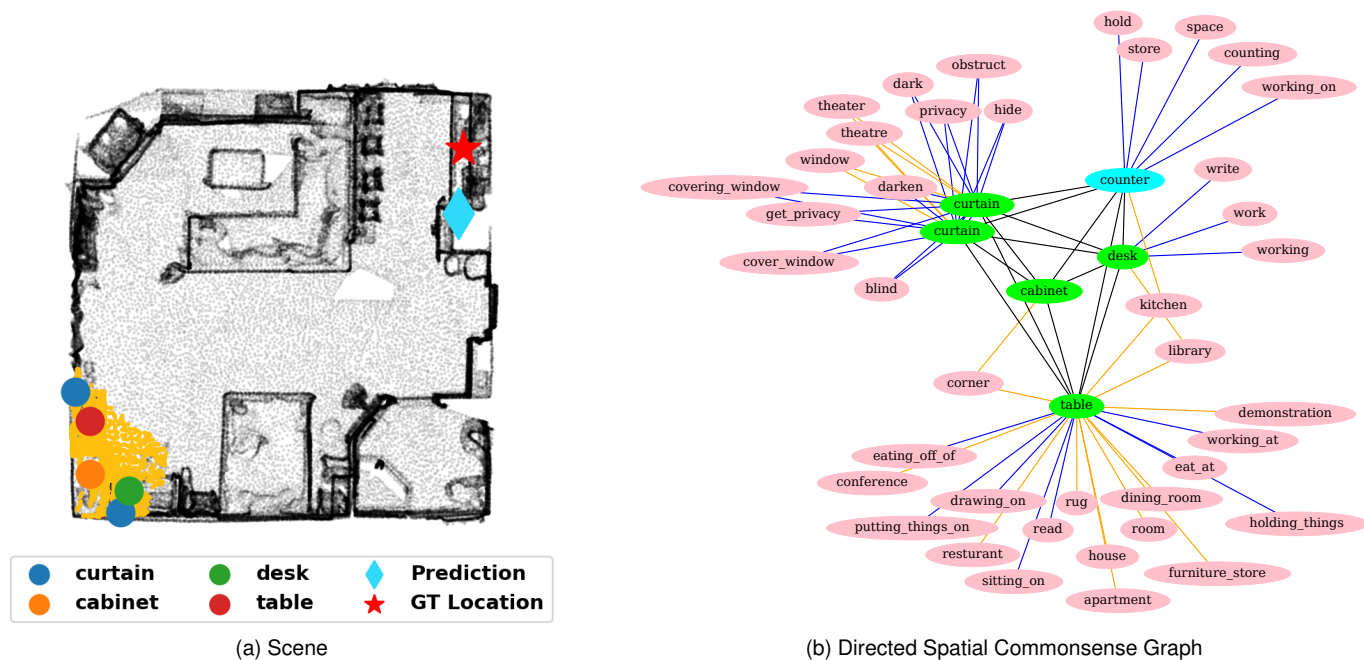 curtain
cabinet
desk
table
Prediction
GT Location
(a) Scene
hold
space
store
counting
working_on
obstruct
dark
privacy
hide
theater
theatre
window
darken
covering_window
get_privacy
cover_window
blind
curtain
curtain
counter
write
work
working
desk
cabinet
kitchen
library
corner
table
demonstration
working_at
eating_off_of
eat_at
conference
drawing_on
rug
dining_room
putting_things_on
read
room
holding_things
resturant
house
sitting_on
furniture_store
apartment
(b) Directed Spatial Commonsense Graph